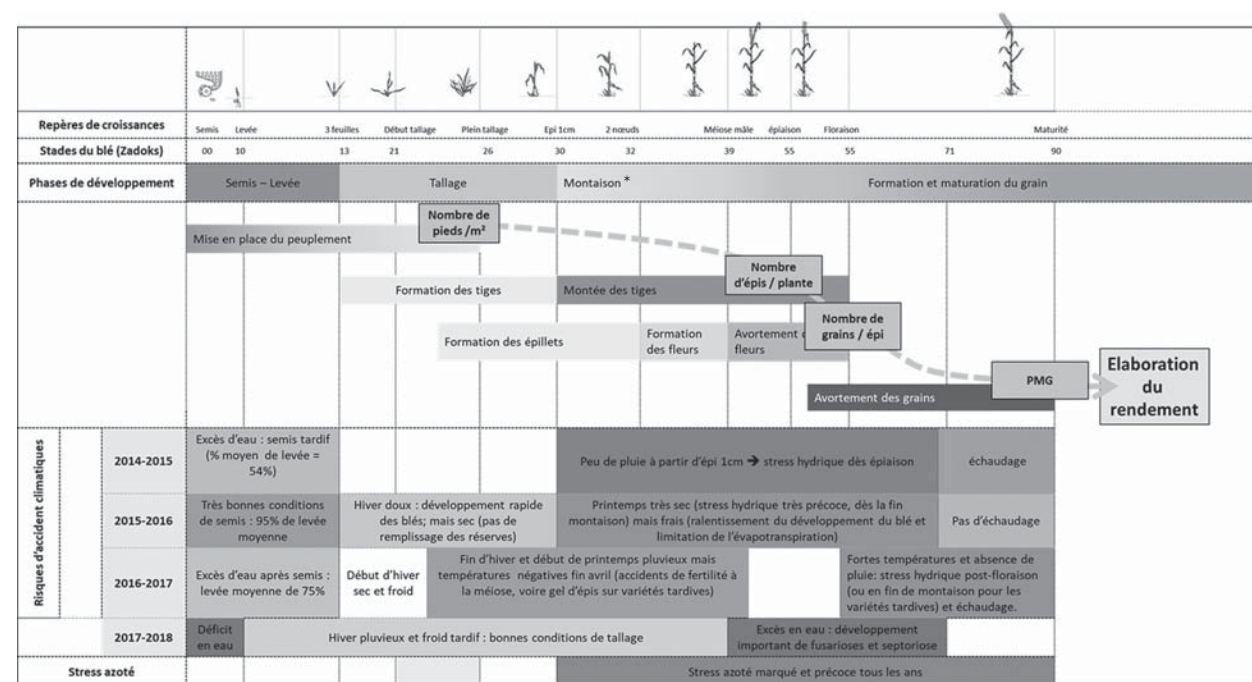 Repères de croissances
Semis Levée 3 feuilles Début tallage Plein tallage Epi 1cm 2 nœuds Méiose mâle épiaison Floraison Maturité
Stades du blé (Zadoks)
00 10 13 21 26 30 32 39 55 55 71 90
Phases de développement
Semis – Levée
Tallage
Montaison *
Formation et maturation du grain
Mise en place du peuplement
Nombre de
pieds /m²
Formation des tiges
Montée des tiges
Nombre
d'épis / plante
Formation des épillets
Formation
des fleurs
Avortement
fleurs
Nombre de
grains / épi
Avortement des grains
PMG
Elaboration
du
rendement
Risques d'accident climatiques
2014-2015
Excès d'eau : semis tardif
(% moyen de levée =
54%)
Peu de pluie à partir d'épi 1cm ➔ stress hydrique dès épiaison
échaudage
2015-2016
Très bonnes conditions
de semis : 95% de levée
moyenne
Hiver doux : développement rapide
des blés; mais sec (pas de
remplissage des réserves)
Printemps très sec (stress hydrique très précoce, dès la fin
montaison) mais frais (ralentissement du développement du blé et
limitation de l'évapotranspiration)
Pas d'échaudage
2016-2017
Excès d'eau après semis :
levée moyenne de 75%
Début d'hiver
sec et froid
Fin d'hiver et début de printemps pluvieux mais
températures négatives fin avril (accidents de fertilité à
la méiose, voire gel d'épis sur variétés tardives)
Fortes températures et absence de
pluie: stress hydrique post-floraison
(ou en fin de montaison pour les
variétés tardives) et échaudage.
2017-2018
Déficit
en eau
Hiver pluvieux et froid tardif : bonnes conditions de tallage
Excès en eau : développement
important de fusarioses et septoriose
Stress azoté
Stress azoté marqué et précoce tous les ans